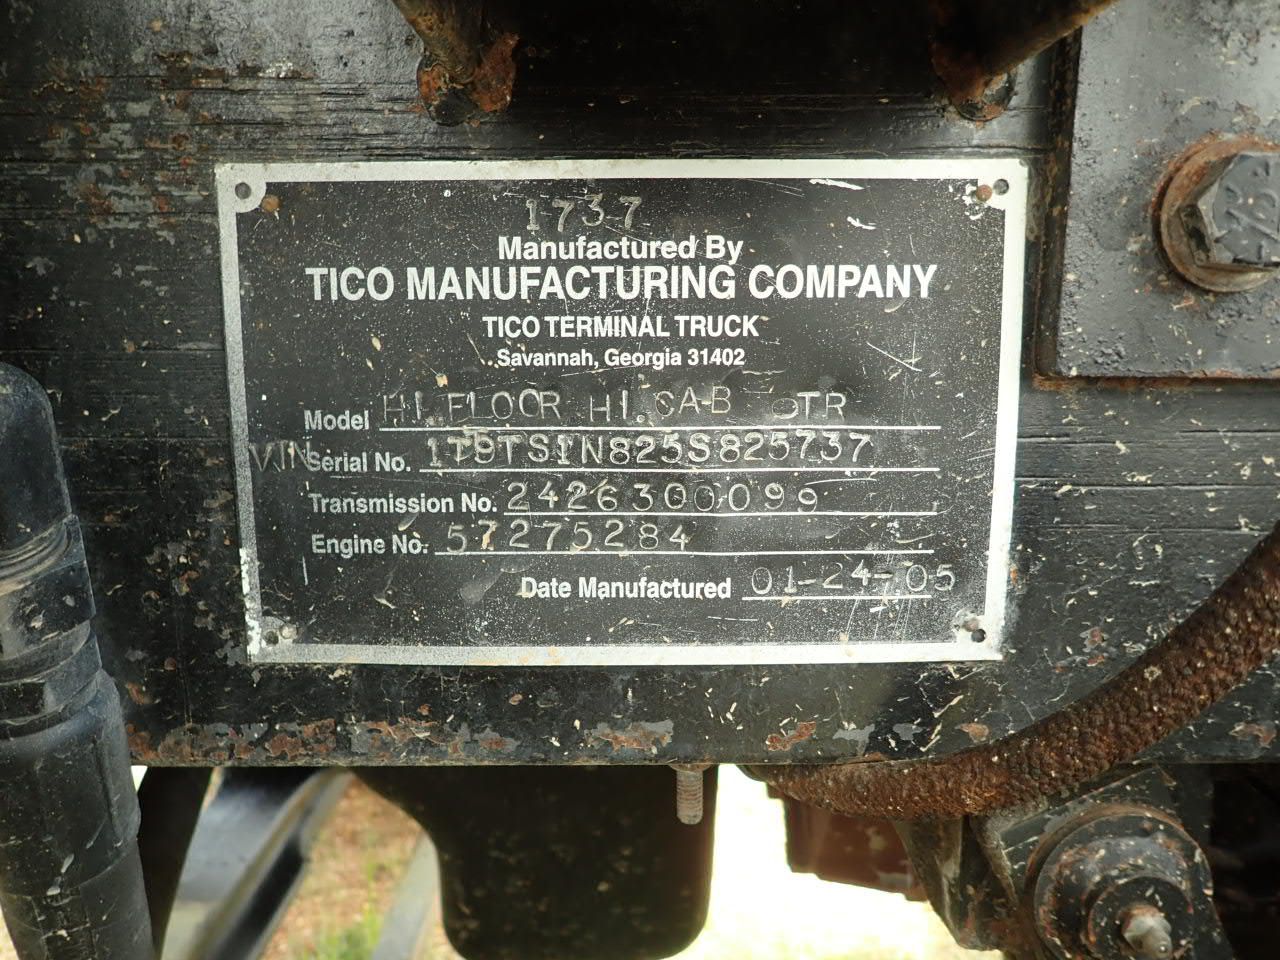 1737
Manufactured By
TICO MANUFACTURING COMPANY
TICO TERMINAL TRUCK
Savannah, Georgia 31402
Model HI FLOOR HI CAB OTR
VIN Serial No. 1T9TS1N825S825737
Transmission No. 2426300099
Engine No. 57275284
Date Manufactured 01-24-05